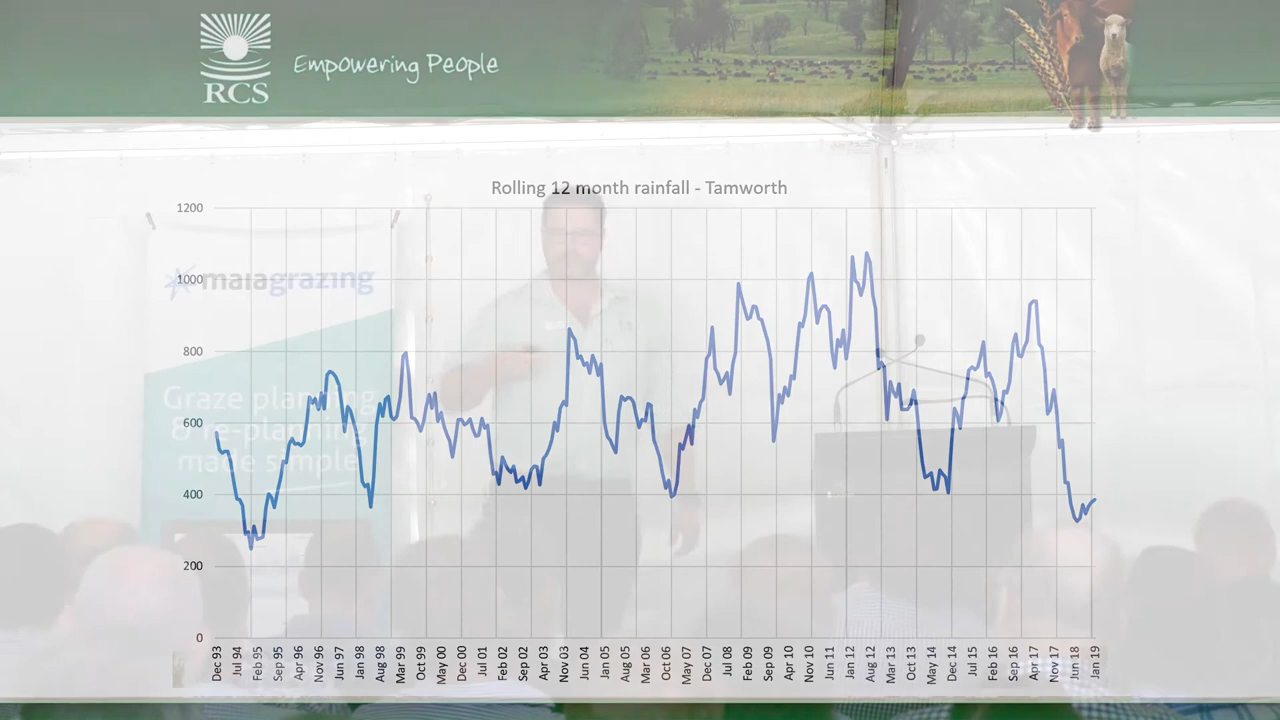 RCS
Empowering People
Rolling 12 month rainfall - Tamworth
maiagrazing
Graze planning
& re-planning
made simple
1200
1000
800
600
400
200
0
Dec 93
Jul 94
Feb 95
Sep 95
Apr 96
Nov 96
Jun 97
Jan 98
Aug 98
Mar 99
Oct 99
May 00
Dec 00
Jul 01
Feb 02
Sep 02
Apr 03
Nov 03
Jun 04
Jan 05
Aug 05
Mar 06
Oct 06
May 07
Dec 07
Jul 08
Feb 09
Sep 09
Apr 10
Nov 10
Jun 11
Jan 12
Aug 12
Mar 13
Oct 13
May 14
Dec 14
Jul 15
Feb 16
Sep 16
Apr 17
Nov 17
Jun 18
Jan 19